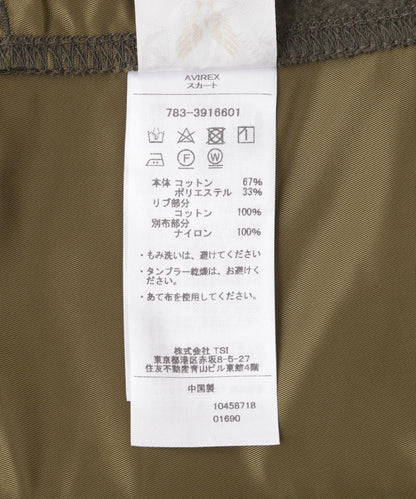 AVIREX
スカート
783-3916601
F
W
本体 コットン 67%
ポリエステル 33%
リブ部分
コットン 100%
別布部分
ナイロン 100%
・もみ洗いは、避けてください
・タンブラー乾燥は、お避けく
ださい。
・あて布を使用してください。
株式会社 TSI
東京都港区赤坂8-5-27
住友不動産青山ビル東館4階
中国製
10458718
01690